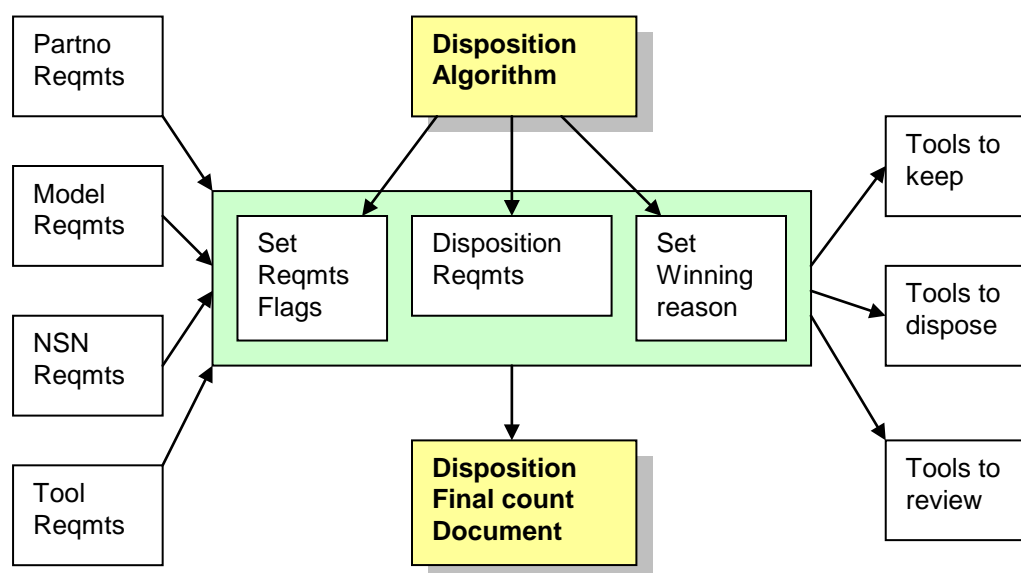 Partno
Reqmts
Model
Reqmts
NSN
Reqmts
Tool
Reqmts
Disposition
Algorithm
Set
Reqmts
Flags
Disposition
Reqmts
Set
Winning
reason
Disposition
Final count
Document
Tools to
keep
Tools to
dispose
Tools to
review